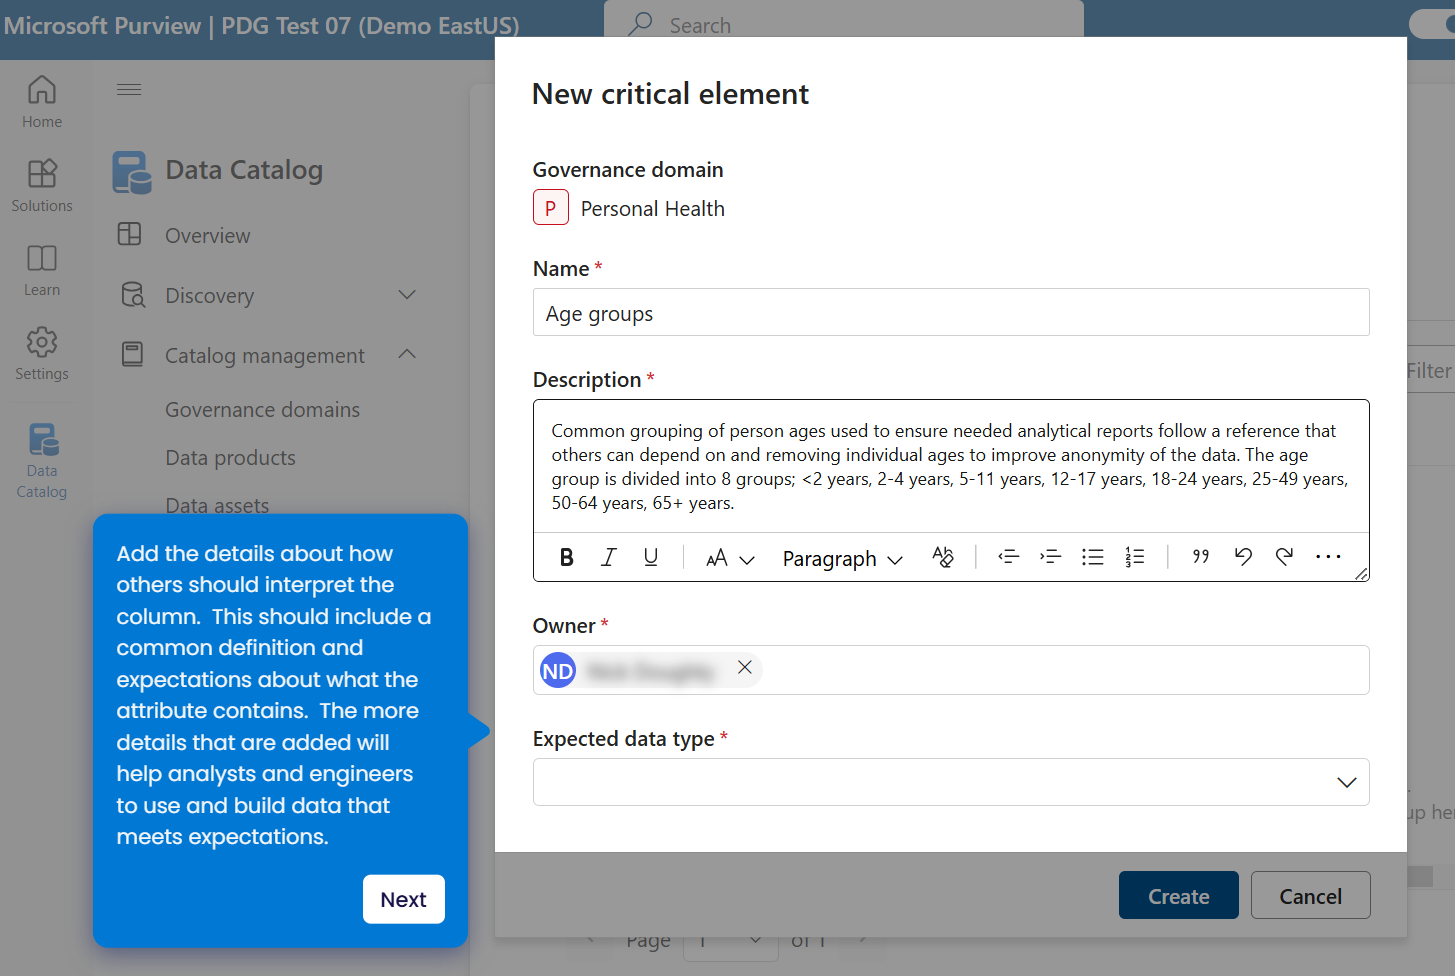 Microsoft Purview | PDG Test 07 (Demo EastUS)
Search
Home
Solutions
Learn
Settings
Data
Catalog
Data Catalog
Overview
Discovery
Catalog management
Governance domains
Data products
Data assets
Add the details about how
others should interpret the
column. This should include a
common definition and
expectations about what the
attribute contains. The more
details that are added will
help analysts and engineers
to use and build data that
meets expectations.
Next
New critical element
Governance domain
P Personal Health
Name *
Age groups
Description *
Common grouping of person ages used to ensure needed analytical reports follow a reference that
others can depend on and removing individual ages to improve anonymity of the data. The age
group is divided into 8 groups; <2 years, 2-4 years, 5-11 years, 12-17 years, 18-24 years, 25-49 years,
50-64 years, 65+ years.
B I U AA Paragraph Ab
Owner *
ND
Expected data type *
Create Cancel
Filter
up her
Page 1 of 1